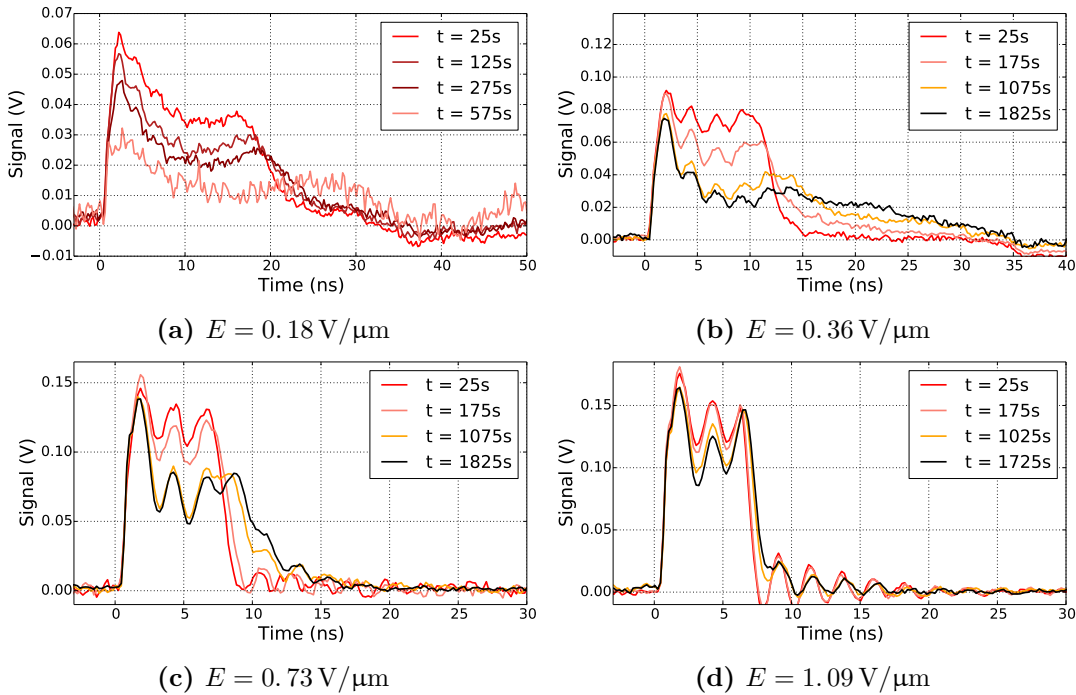 0.07
0.06
0.05
0.04
0.03
0.02
0.01
0.00
−0.01
Signal (V)
0 10 20 30 40 50
Time (ns)
t = 25s
t = 125s
t = 275s
t = 575s
(a) E = 0.18 V/μm
0.12
0.10
0.08
0.06
0.04
0.02
0.00
Signal (V)
0 5 10 15 20 25 30 35 40
Time (ns)
t = 25s
t = 175s
t = 1075s
t = 1825s
(b) E = 0.36 V/μm
0.15
0.10
0.05
0.00
Signal (V)
0 5 10 15 20 25 30
Time (ns)
t = 25s
t = 175s
t = 1075s
t = 1825s
(c) E = 0.73 V/μm
0.15
0.10
0.05
0.00
Signal (V)
0 5 10 15 20 25 30
Time (ns)
t = 25s
t = 175s
t = 1025s
t = 1725s
(d) E = 1.09 V/μm